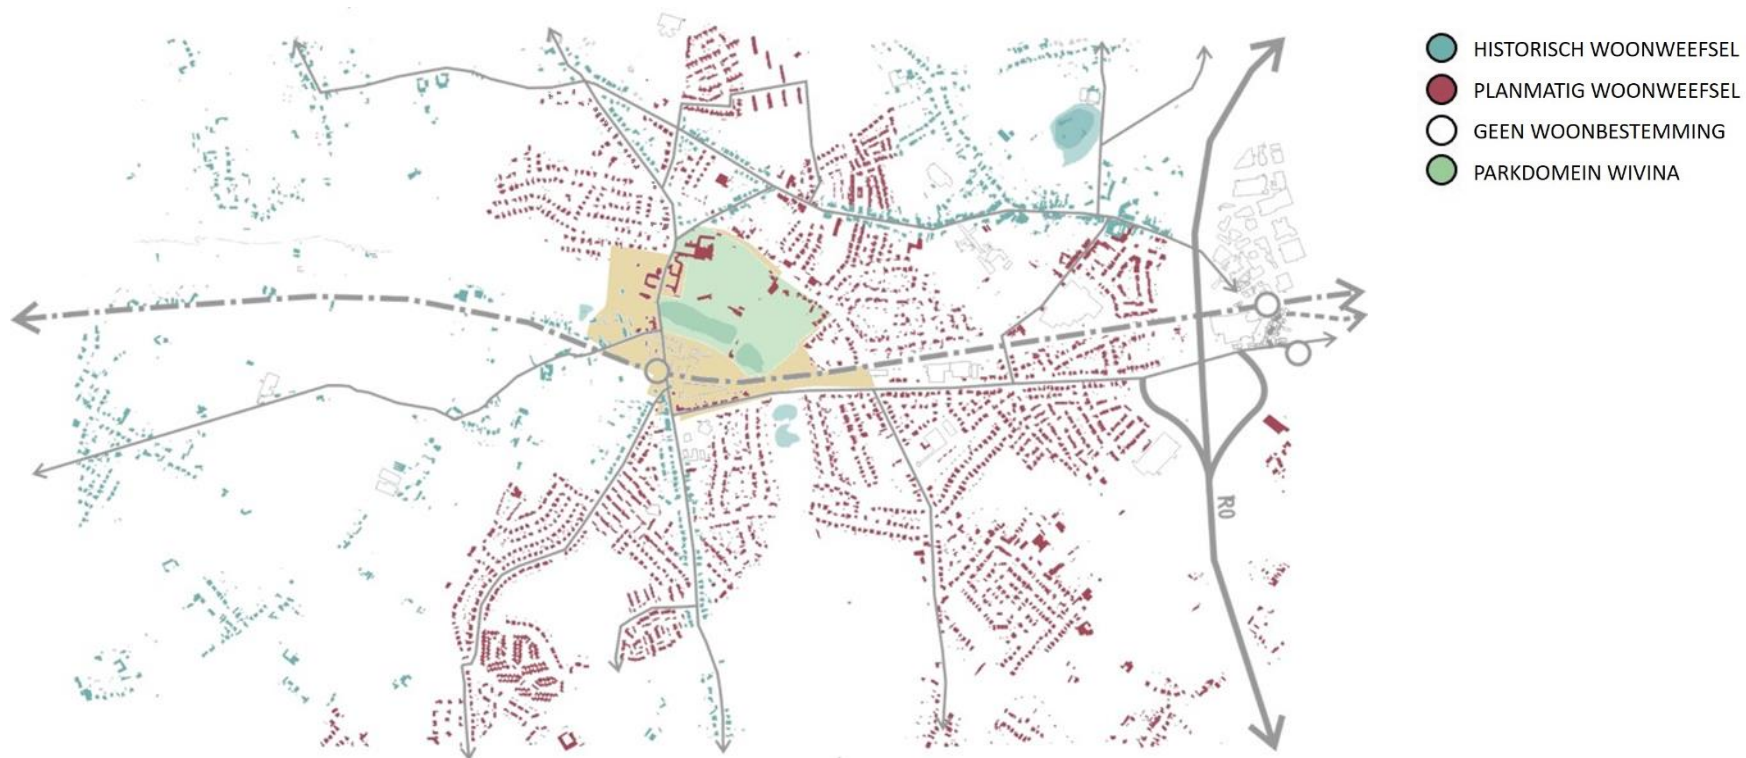 HISTORISCH WOONWEEFSEL
PLANMATIG WOONWEEFSEL
GEEN WOONBESTEMMING
PARKDOMEIN WIVINA
R0